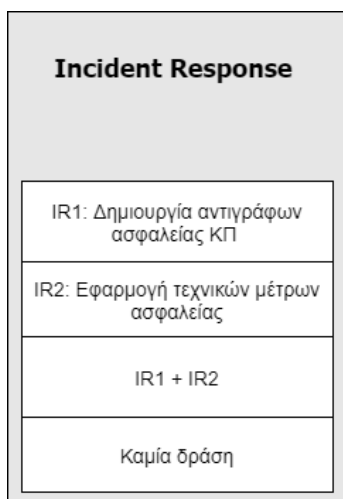 Incident Response
IR1: Δημιουργία αντιγράφων
ασφαλείας ΚΠ
IR2: Εφαρμογή τεχνικών μέτρων
ασφαλείας
IR1 + IR2
Καμία δράση